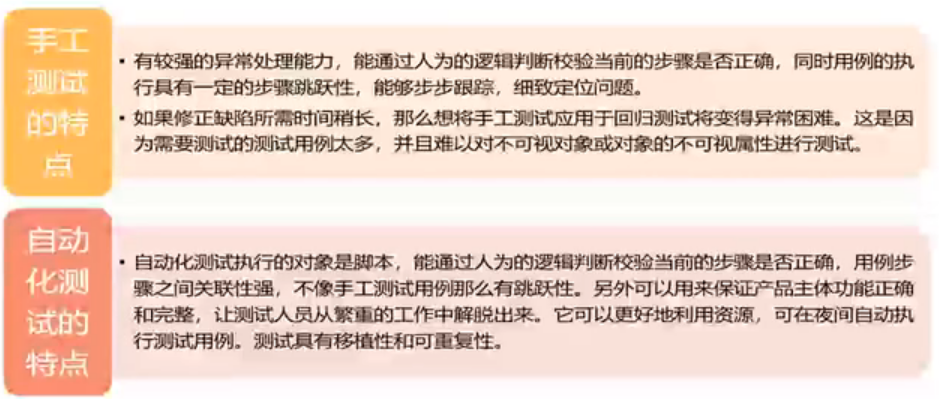 手工
测试
的特
点
• 有较强的异常处理能力，能通过人为的逻辑判断校验当前的步骤是否正确，同时用例的执
行具有一定的步骤跳跃性，能够步步跟踪，细致定位问题。
• 如果修正缺陷所需时间稍长，那么想将手工测试应用于回归测试将变得异常困难。这是因
为需要测试的测试用例太多，并且难以对不可视对象或对象的不可视属性进行测试。
自动
化测
试的
特点
• 自动化测试执行的对象是脚本，能通过人为的逻辑判断校验当前的步骤是否正确，用例步
骤之间关联性强，不像手工测试用例那么有跳跃性。另外可以用来保证产品主体功能正确
和完整，让测试人员从繁重的工作中解脱出来。它可以更好地利用资源，可在夜间自动执
行测试用例。测试具有移植性和可重复性。